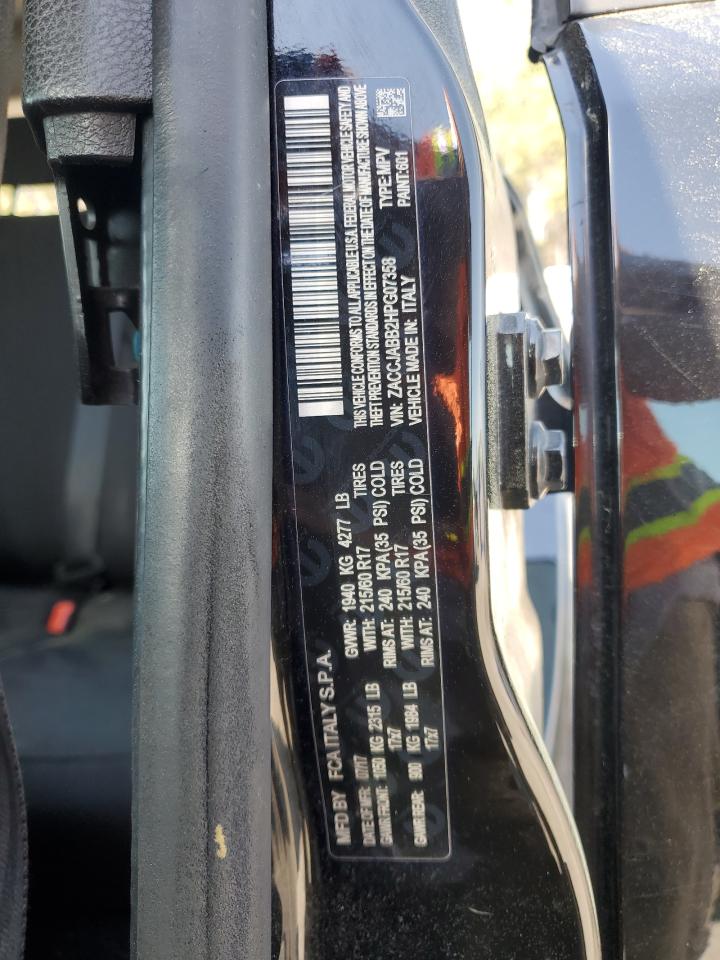 MFD BY FCA ITALY S.P.A.
DATE OF MFR: 07/17 GVWR: 1940 KG 4277 LB
GAWR FRONT: 1050 KG 2315 LB WITH: 215/60 R17 TIRES
17x7 RIMS AT: 240 KPA(35 PSI) COLD
GAWR REAR: 900 KG 1984 LB WITH: 215/60 R17 TIRES
17x7 RIMS AT: 240 KPA(35 PSI) COLD
THIS VEHICLE CONFORMS TO ALL APPLICABLE U.S.A. FEDERAL MOTOR VEHICLE SAFETY AND
THEFT PREVENTION STANDARDS IN EFFECT ON THE DATE OF MANUFACTURE SHOWN ABOVE
VIN: ZACCJABB2HPG07358 TYPE: MPV
VEHICLE MADE IN: ITALY PAINT: 601